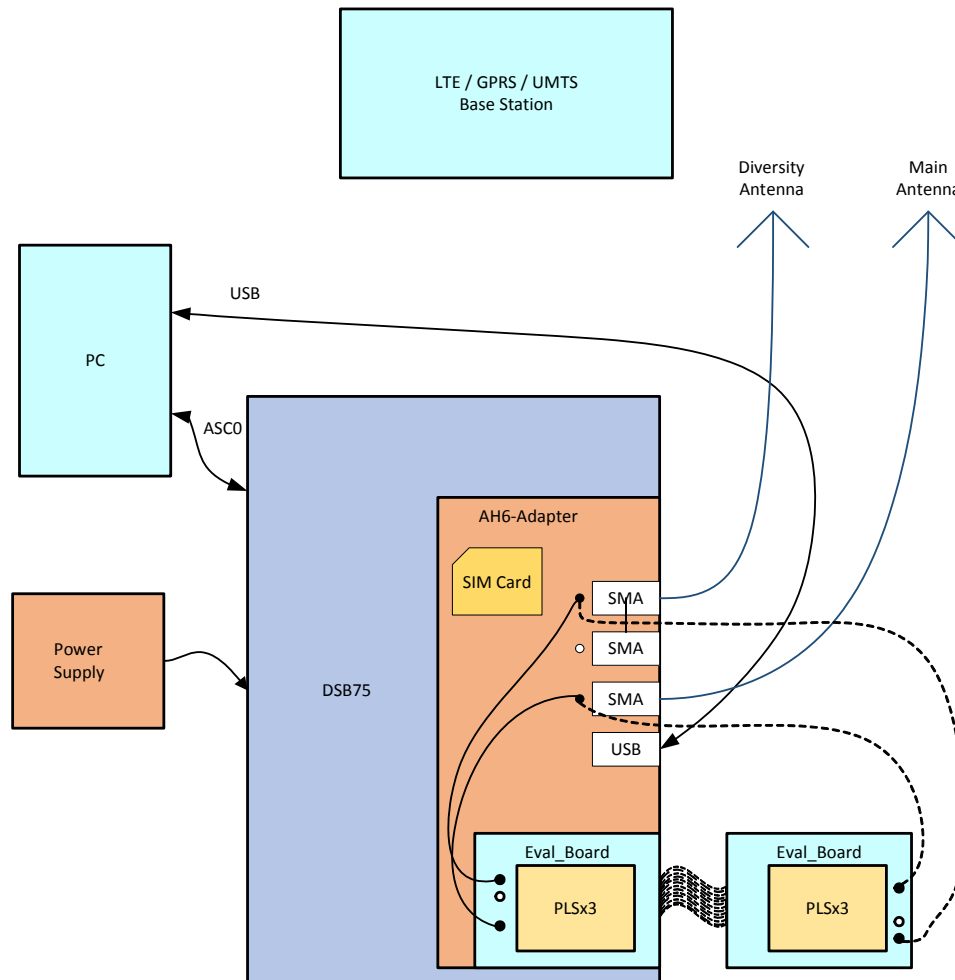 LTE / GPRS / UMTS
Base Station
Diversity
Antenna
Main
Antenna
USB
PC
ASC0
AH6-Adapter
SIM Card
SMA
SMA
SMA
USB
Power
Supply
DSB75
Eval_Board
PLSx3
Eval_Board
PLSx3